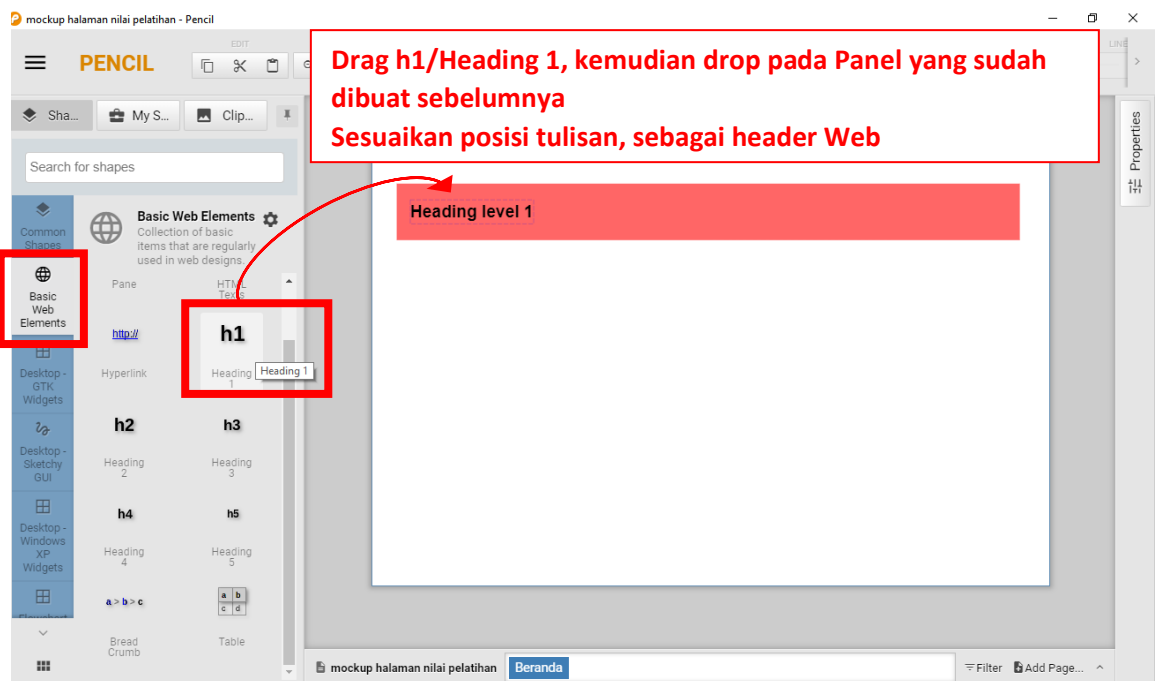 mockup halaman nilai pelatihan - Pencil
EDIT
LINE
PENCIL
Drag h1/Heading 1, kemudian drop pada Panel yang sudah
dibuat sebelumnya
Sesuaikan posisi tulisan, sebagai header Web
Sha...
My S...
Clip...
Properties
Search for shapes
Common
Shapes
Basic Web Elements
Collection of basic
items that are regularly
used in web designs.
Heading level 1
Basic
Web
Elements
Pane
HTML
Texts
http://
h1
Hyperlink
Heading
1
Heading 1
Desktop -
GTK
Widgets
h2
h3
Heading
2
Heading
3
Desktop -
Sketchy
GUI
h4
h5
Heading
4
Heading
5
Desktop -
Windows
XP
Widgets
a > b > c
a b
c d
Bread
Crumb
Table
Flowchart
mockup halaman nilai pelatihan
Beranda
Filter
Add Page...